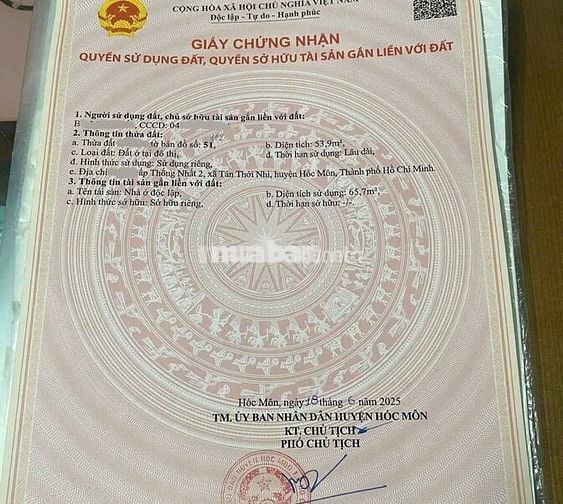 CỘNG HÒA XÃ HỘI CHỦ NGHĨA VIỆT NAM
Độc lập - Tự do - Hạnh phúc
GIẤY CHỨNG NHẬN
QUYỀN SỬ DỤNG ĐẤT, QUYỀN SỞ HỮU TÀI SẢN GẮN LIỀN VỚI ĐẤT
1. Người sử dụng đất, chủ sở hữu tài sản gắn liền với đất:
B , CCCD: 04
2. Thông tin thửa đất:
a. Thửa đất tờ bản đồ số: 51, b. Diện tích: 53,9m².
c. Loại đất: Đất ở tại đô thị, d. Thời hạn sử dụng: Lâu dài,
đ. Hình thức sử dụng: Sử dụng riêng,
e. Địa chỉ ấp Thống Nhất 2, xã Tân Thới Nhì, huyện Hóc Môn, Thành phố Hồ Chí Minh.
3. Thông tin tài sản gắn liền với đất:
a. Tên tài sản: Nhà ở độc lập, b. Diện tích sử dụng: 65,7m².
c. Hình thức sở hữu: Sở hữu riêng, d. Thời hạn sở hữu: -/-.
muaban.net
Hóc Môn, ngày 18 tháng 6 năm 2025
TM. ỦY BAN NHÂN DÂN HUYỆN HÓC MÔN
KT. CHỦ TỊCH
PHÓ CHỦ TỊCH